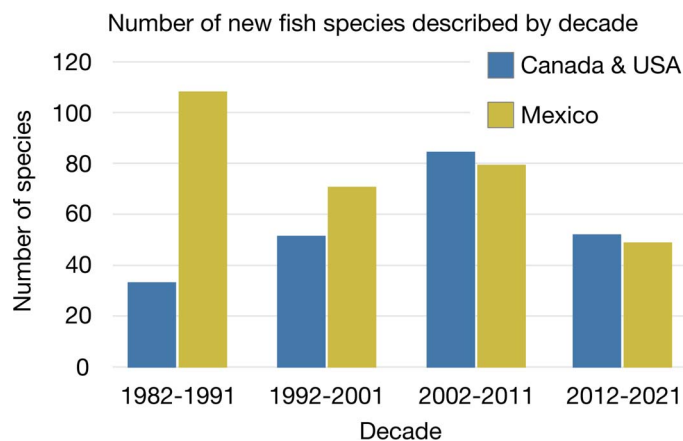 Number of new fish species described by decade
Canada & USA
Mexico
Number of species
120
100
80
60
40
20
0
1982-1991 1992-2001 2002-2011 2012-2021
Decade